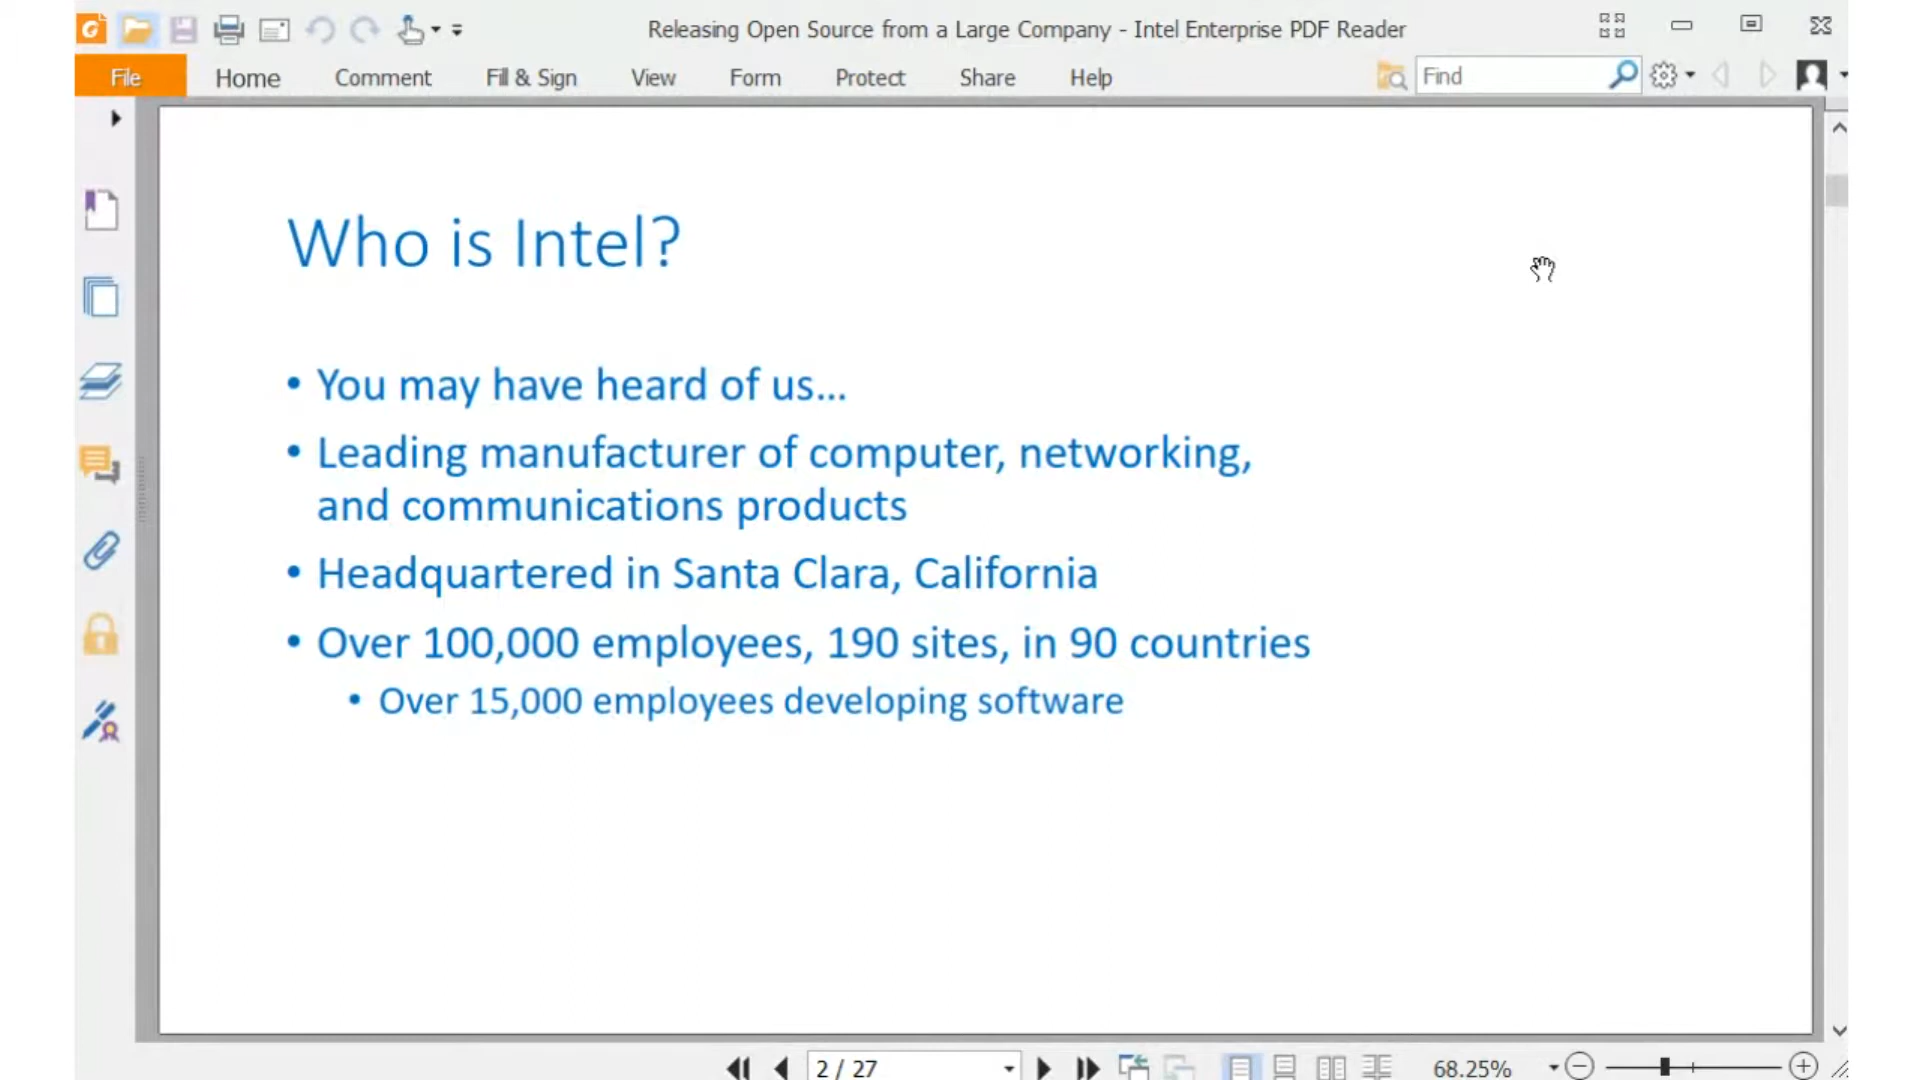 Releasing Open Source from a Large Company - Intel Enterprise PDF Reader
File Home Comment Fill & Sign View Form Protect Share Help Find
Who is Intel?
• You may have heard of us...
• Leading manufacturer of computer, networking,
and communications products
• Headquartered in Santa Clara, California
• Over 100,000 employees, 190 sites, in 90 countries
• Over 15,000 employees developing software
2 / 27 68.25%